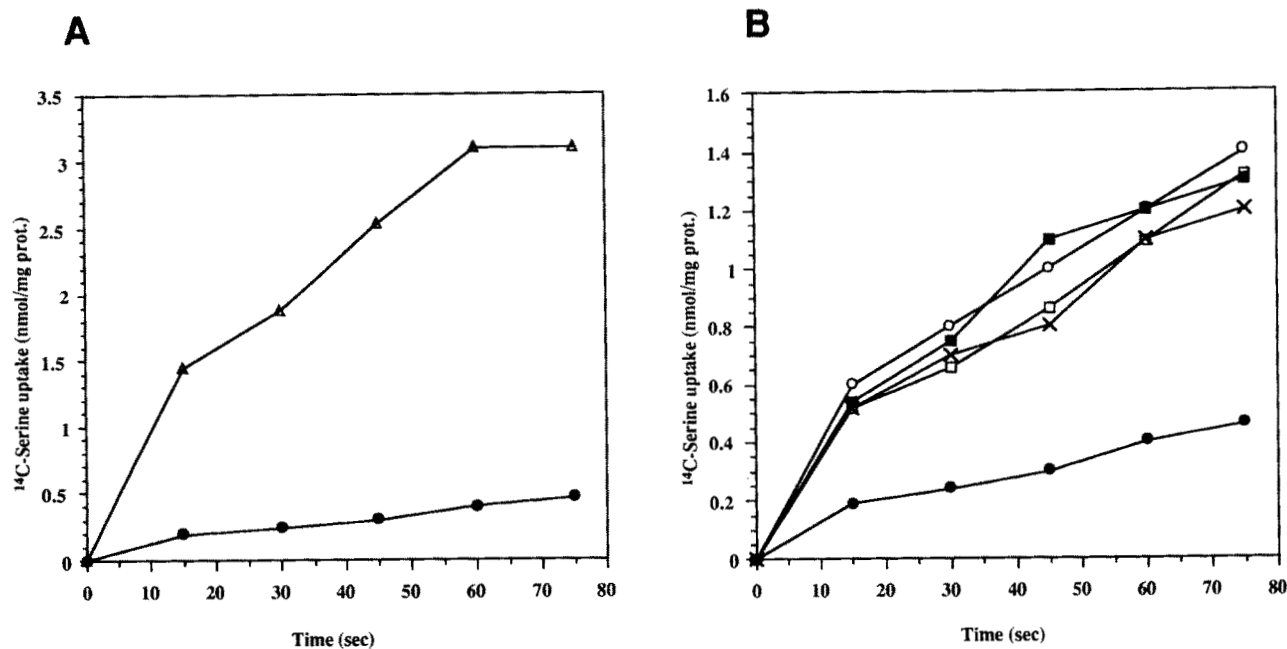 A
3.5
3
2.5
2
1.5
1
0.5
0
¹⁴C-Serine uptake (nmol/mg prot.)
0 10 20 30 40 50 60 70 80
Time (sec)
B
1.6
1.4
1.2
1
0.8
0.6
0.4
0.2
0
¹⁴C-Serine uptake (nmol/mg prot.)
0 10 20 30 40 50 60 70 80
Time (sec)